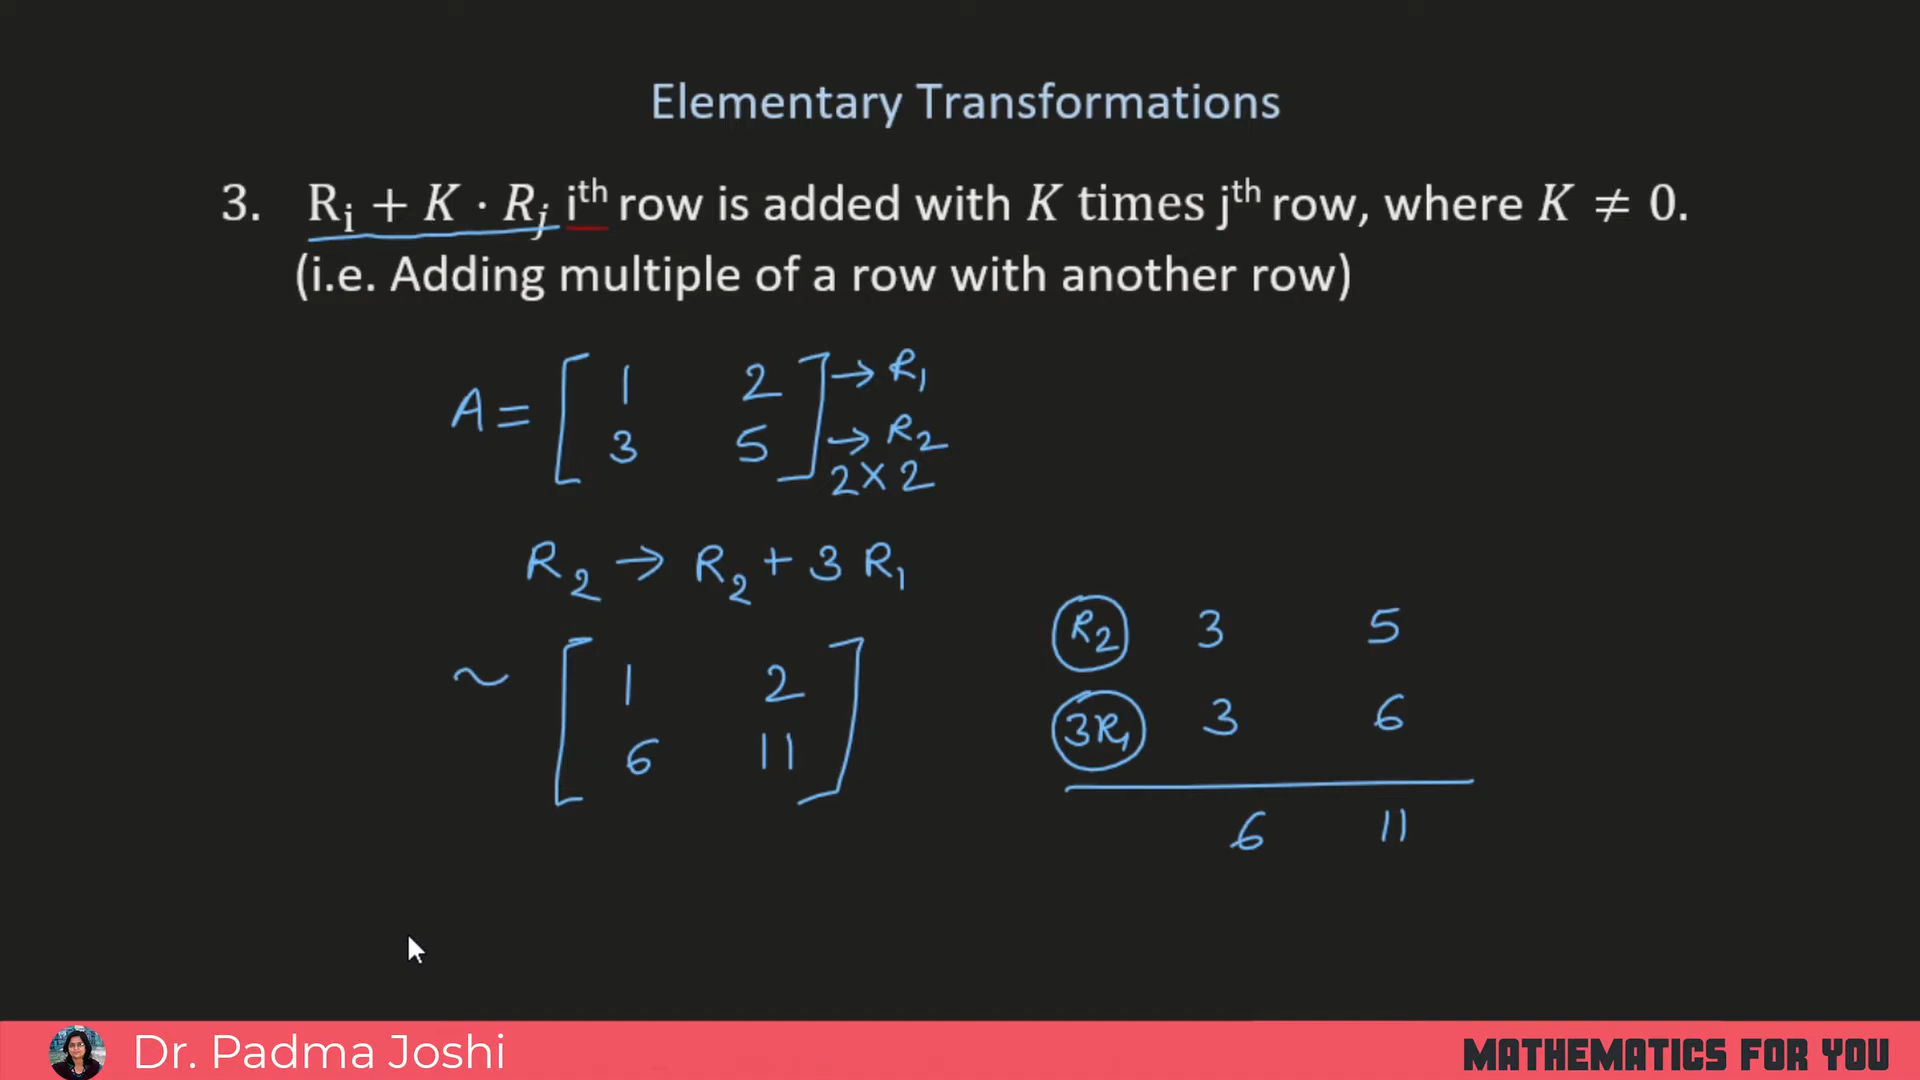 Elementary Transformations
3. Rᵢ + K · Rⱼ iᵗʰ row is added with K times jᵗʰ row, where K ≠ 0.
(i.e. Adding multiple of a row with another row)
A = [ 1 2 ] → R₁
[ 3 5 ] → R₂
2 × 2
R₂ → R₂ + 3 R₁
~ [ 1 2 ]
[ 6 11 ]
R₂ 3 5
3R₁ 3 6
6 11
Dr. Padma Joshi
MATHEMATICS FOR YOU